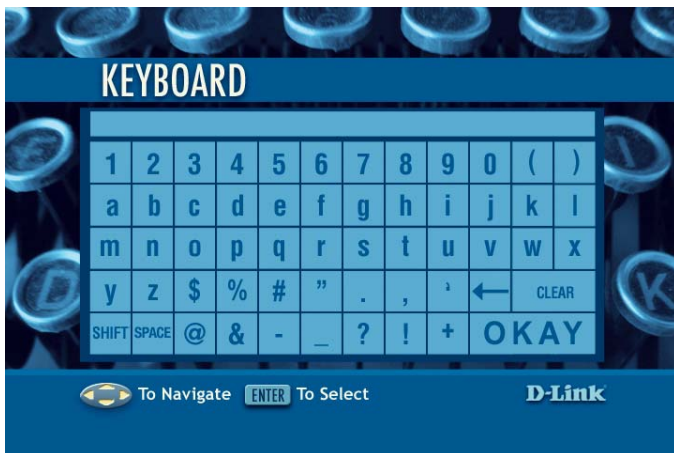 KEYBOARD
1 2 3 4 5 6 7 8 9 0 ( )
a b c d e f g h i j k l
m n o p q r s t u v w x
y z $ % # " . , ' ← CLEAR
SHIFT SPACE @ & - _ ? ! + OKAY
To Navigate ENTER To Select D-Link
D K